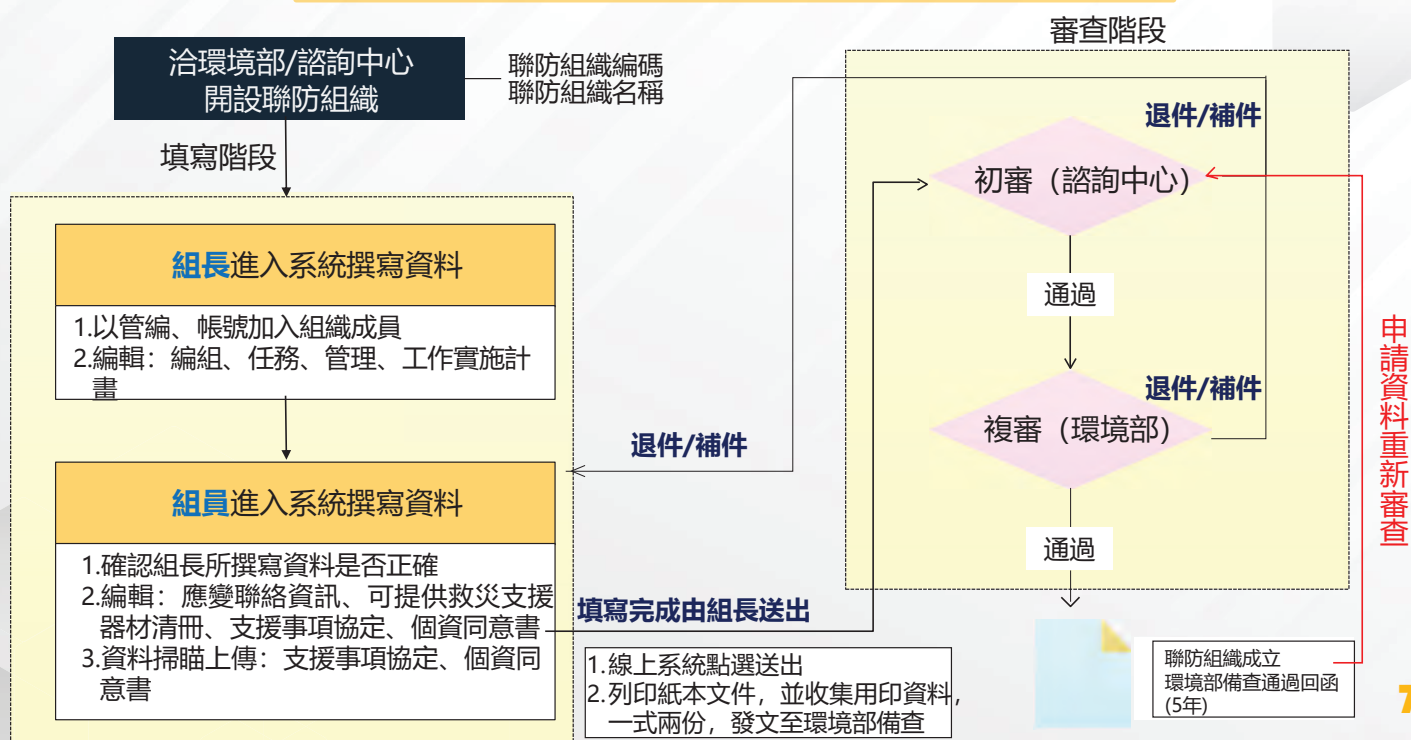 洽環境部/諮詢中心
開設聯防組織
聯防組織編碼
聯防組織名稱
填寫階段
組長進入系統撰寫資料
1.以管編、帳號加入組織成員
2.編輯：編組、任務、管理、工作實施計
畫
組員進入系統撰寫資料
1.確認組長所撰寫資料是否正確
2.編輯：應變聯絡資訊、可提供救災支援
器材清冊、支援事項協定、個資同意書
3.資料掃瞄上傳：支援事項協定、個資同
意書
退件/補件
填寫完成由組長送出
1.線上系統點選送出
2.列印紙本文件，並收集用印資料，
一式兩份，發文至環境部備查
審查階段
退件/補件
初審（諮詢中心）
通過
退件/補件
複審（環境部）
通過
聯防組織成立
環境部備查通過回函
(5年)
申請資料重新審查